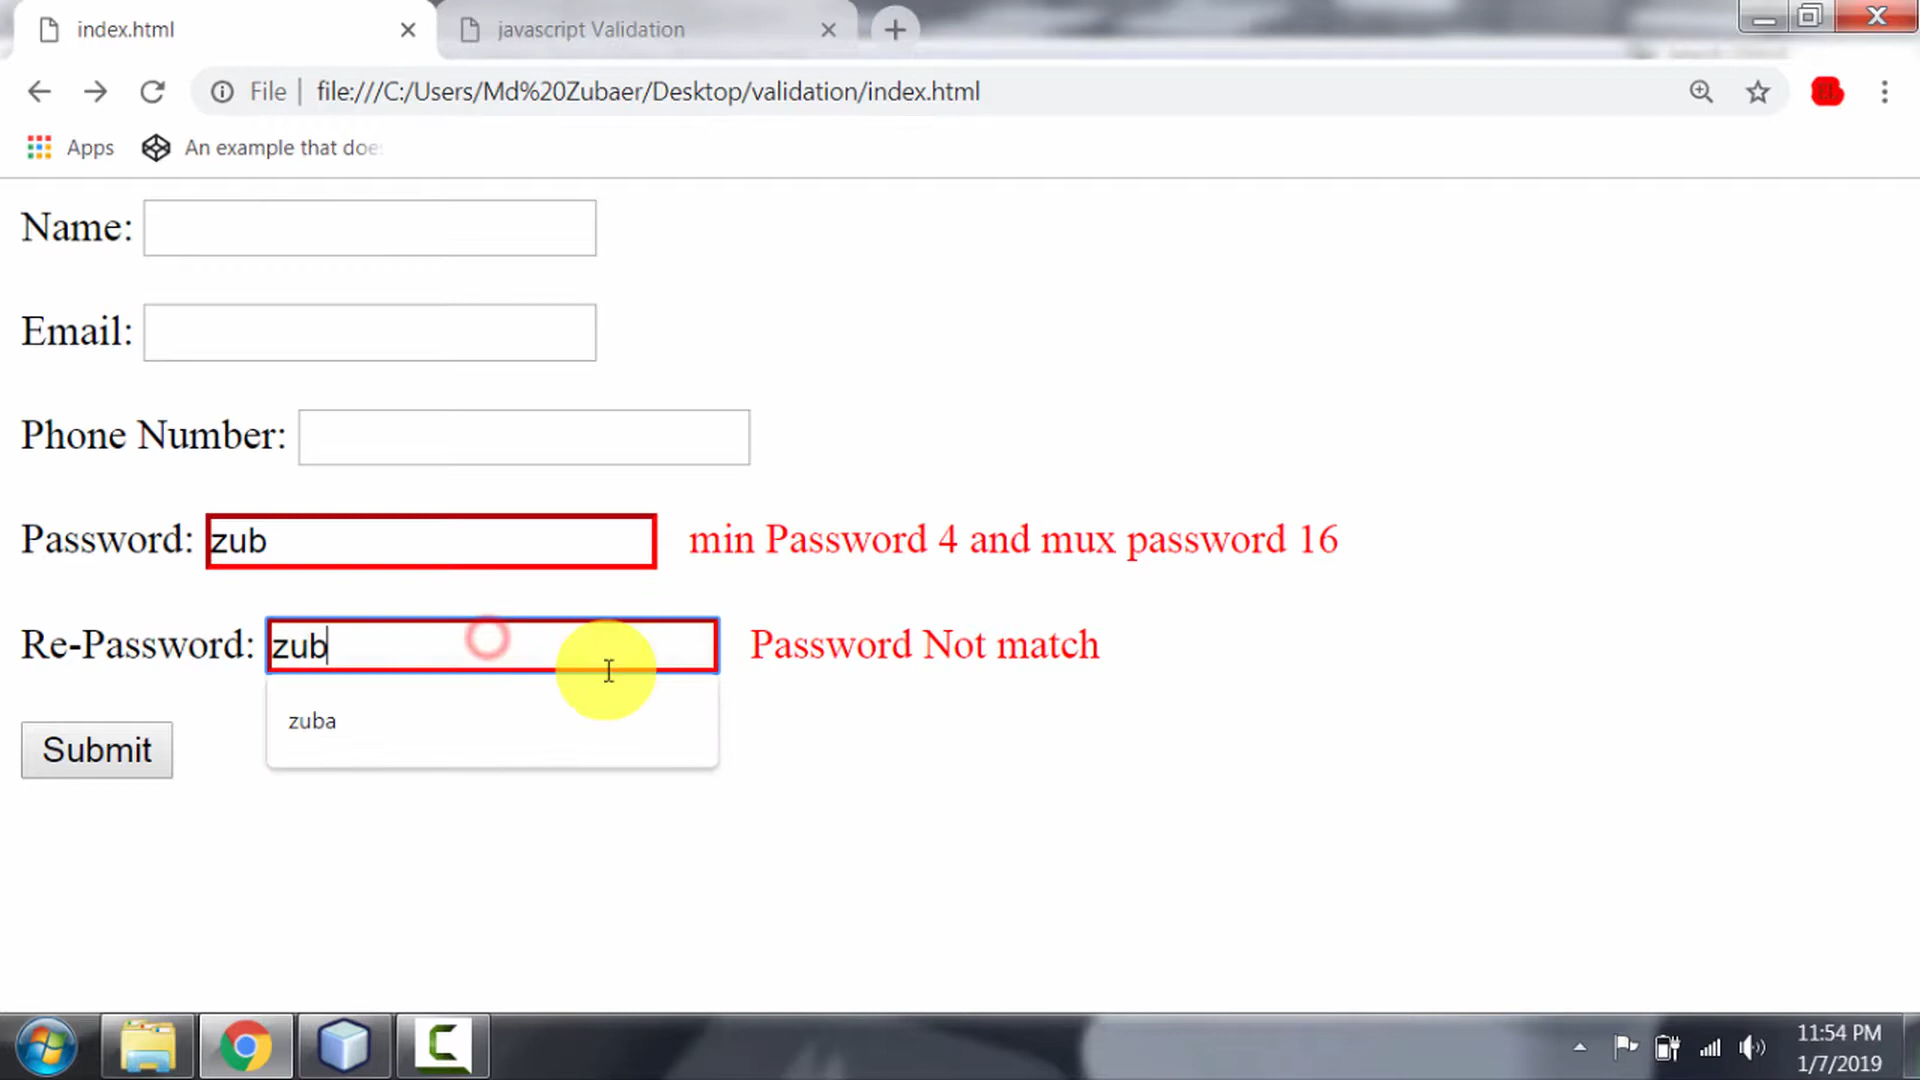 index.html
javascript Validation
File
file:///C:/Users/Md%20Zubaer/Desktop/validation/index.html
Apps
An example that does
Name:
Email:
Phone Number:
Password: zub min Password 4 and mux password 16
Re-Password: zub Password Not match
zuba
Submit
11:54 PM
1/7/2019